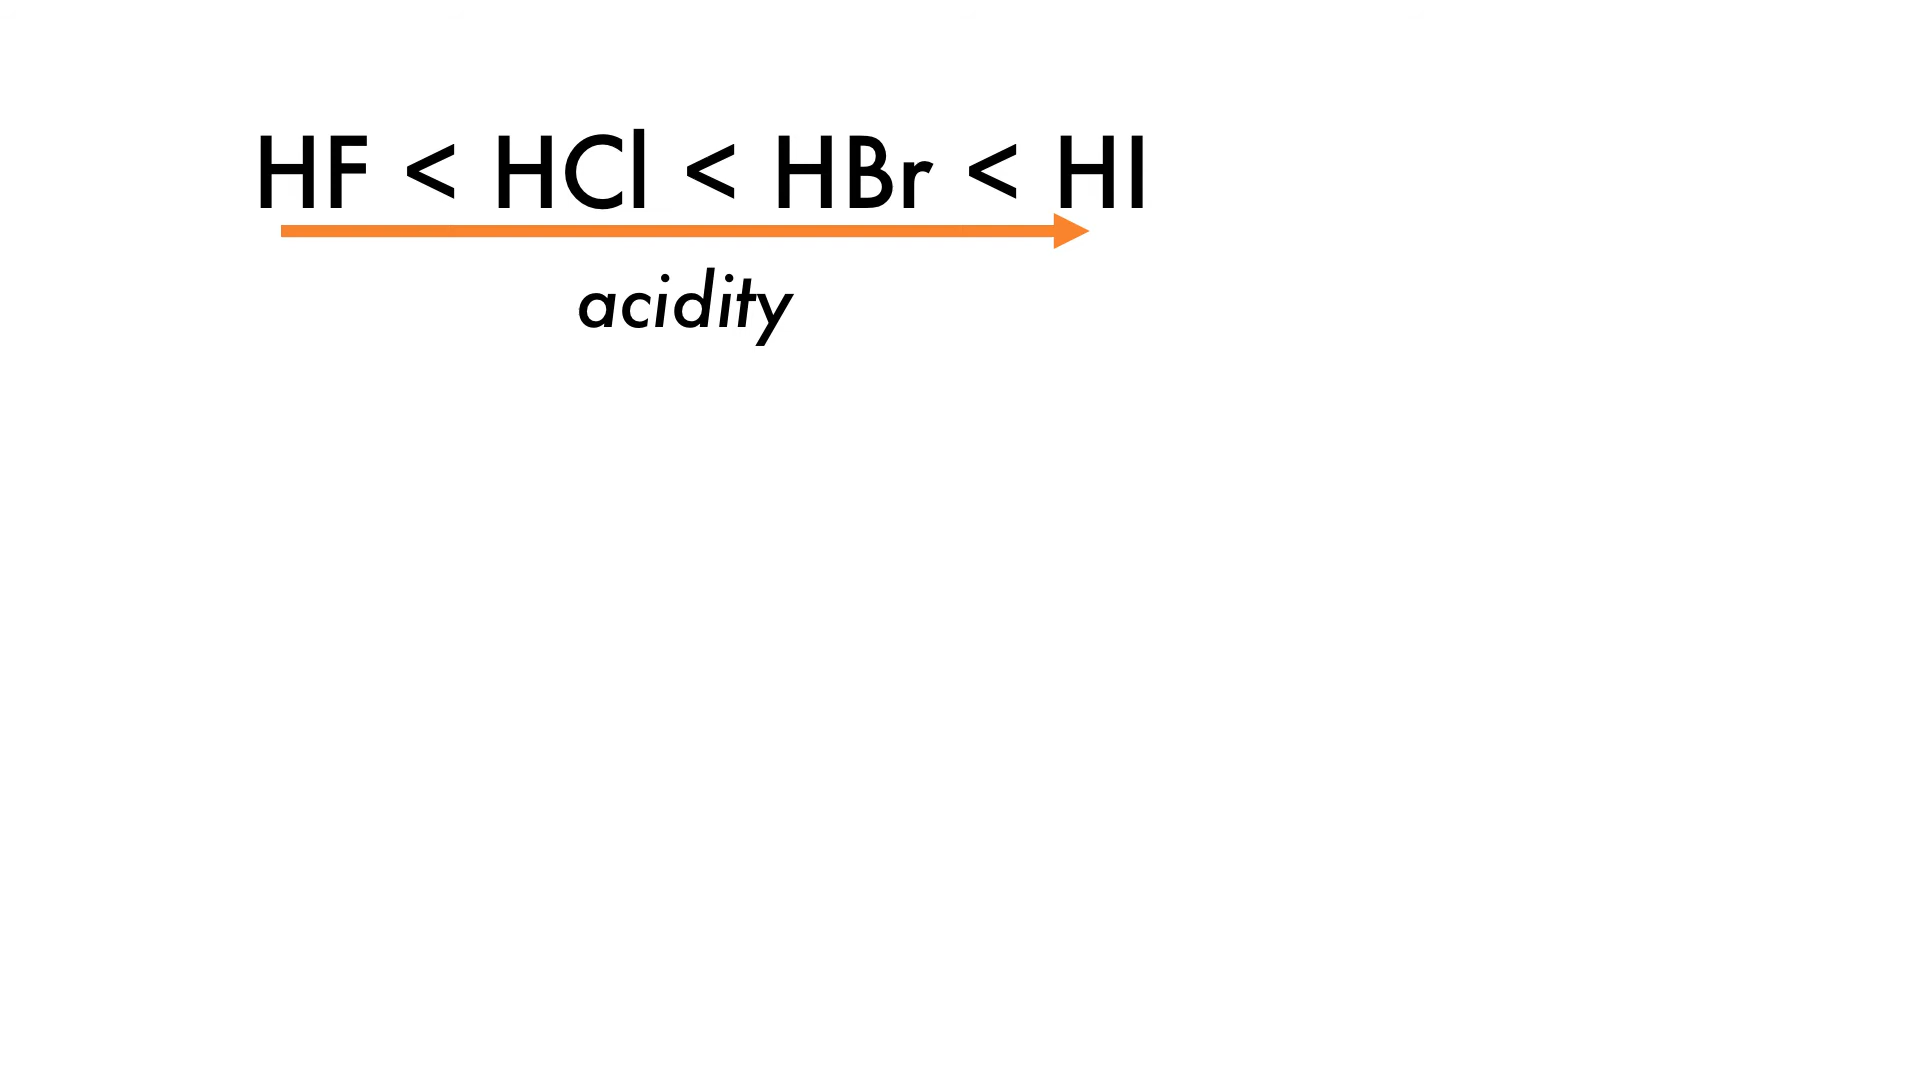 HF < HCl < HBr < HI
acidity